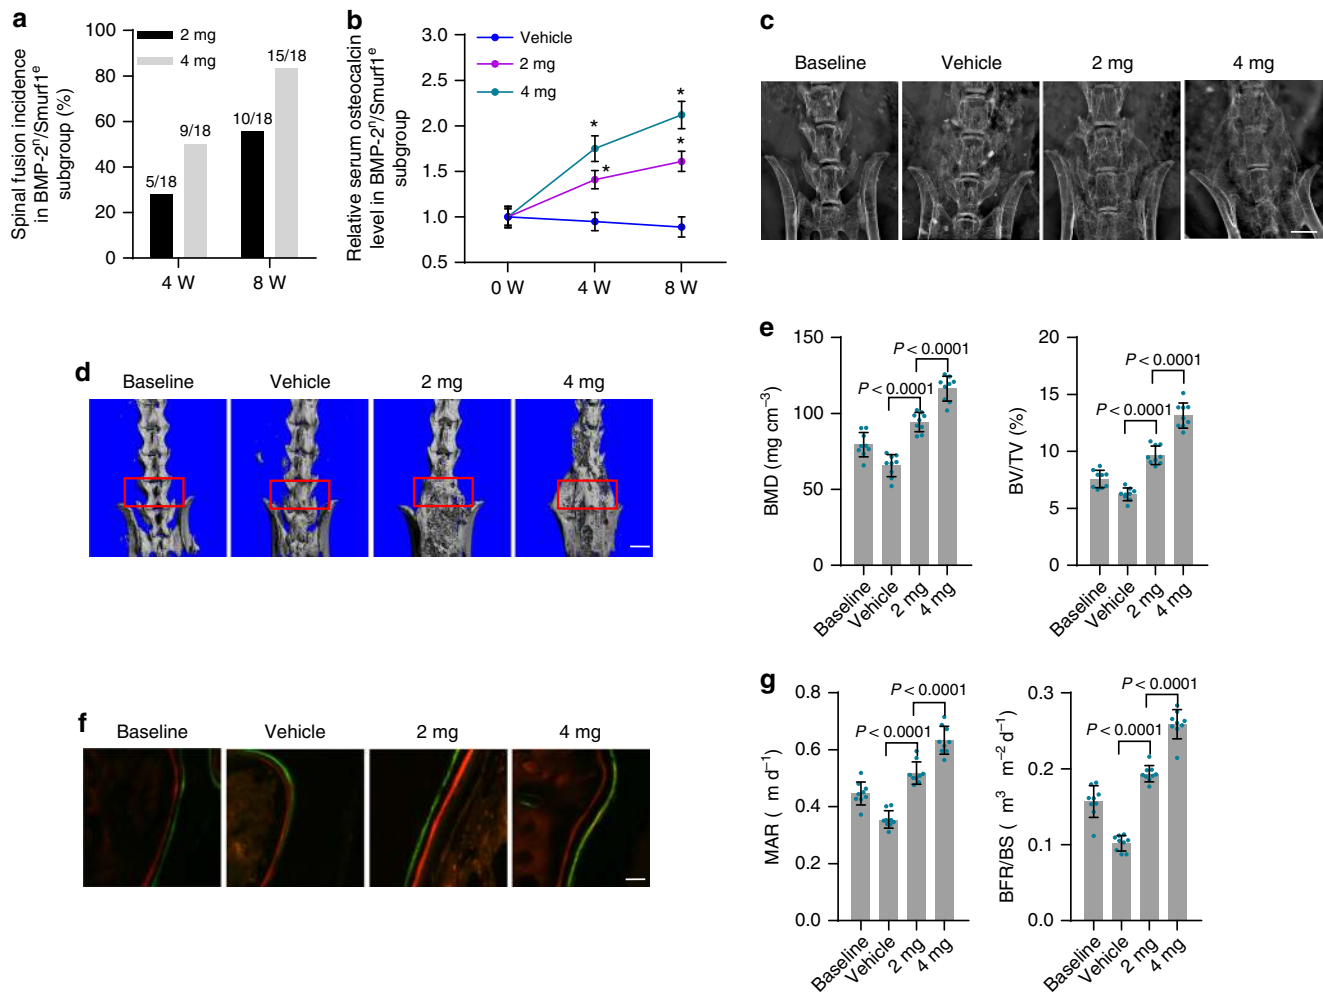 a
Spinal fusion incidence
in BMP-2ⁿ/Smurf1ᵉ
subgroup (%)
100
80
60
40
20
0
2 mg
4 mg
5/18
9/18
10/18
15/18
4 W
8 W
b
Relative serum osteocalcin
level in BMP-2ⁿ/Smurf1ᵉ
subgroup
3.0
2.5
2.0
1.5
1.0
0.5
Vehicle
2 mg
4 mg
*
*
*
*
0 W
4 W
8 W
c
Baseline
Vehicle
2 mg
4 mg
d
Baseline
Vehicle
2 mg
4 mg
e
BMD (mg cm⁻³)
150
100
50
0
P < 0.0001
P < 0.0001
Baseline
Vehicle
2 mg
4 mg
BV/TV (%)
20
15
10
5
0
P < 0.0001
P < 0.0001
Baseline
Vehicle
2 mg
4 mg
f
Baseline
Vehicle
2 mg
4 mg
g
MAR ( m d⁻¹)
0.8
0.6
0.4
0.2
0.0
P < 0.0001
P < 0.0001
Baseline
Vehicle
2 mg
4 mg
BFR/BS ( m³ m⁻² d⁻¹)
0.3
0.2
0.1
0.0
P < 0.0001
P < 0.0001
Baseline
Vehicle
2 mg
4 mg